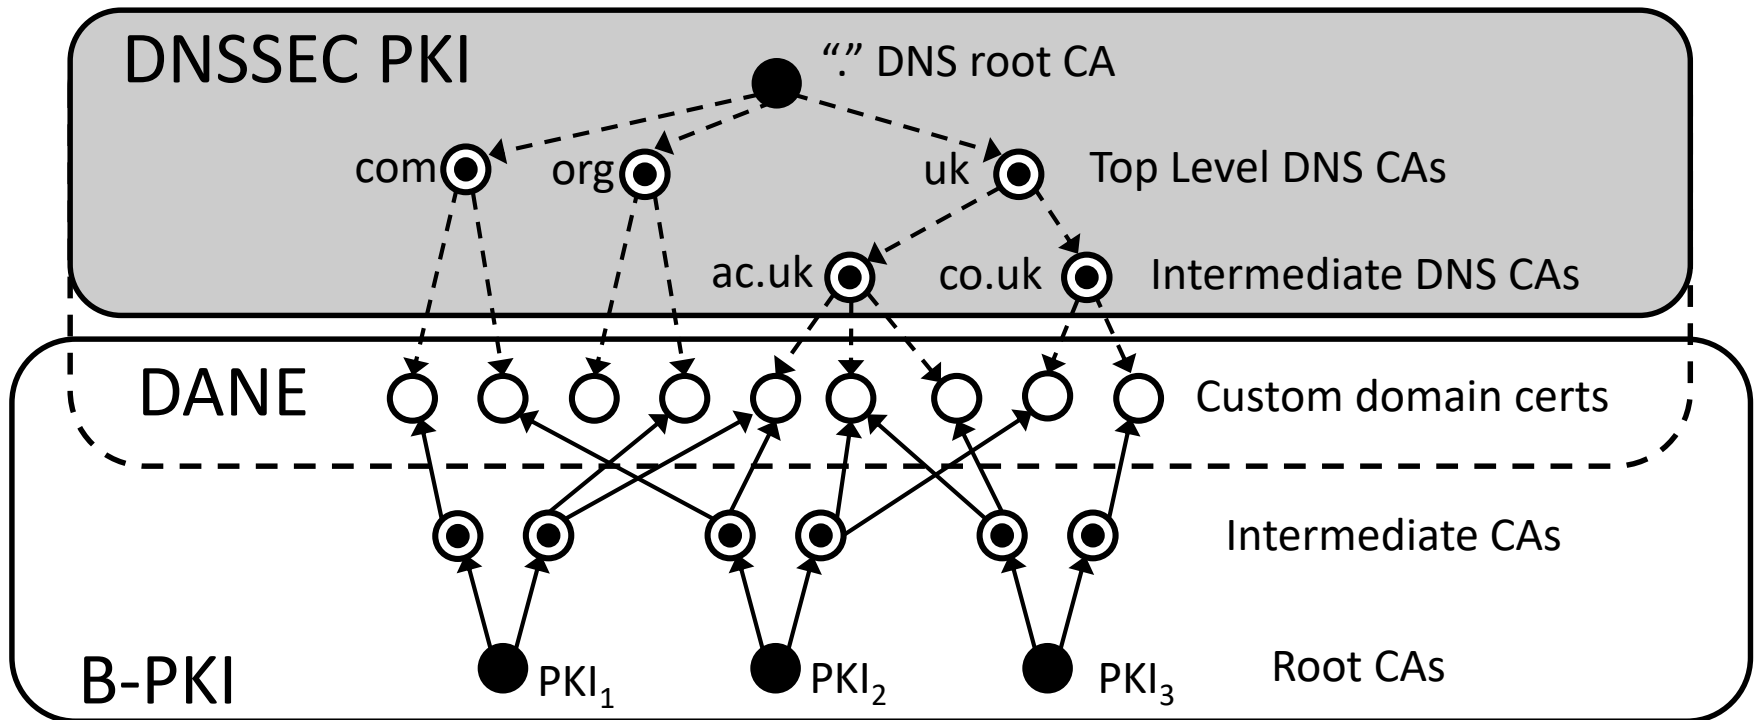 DNSSEC PKI
“.” DNS root CA
com
org
uk
Top Level DNS CAs
ac.uk
co.uk
Intermediate DNS CAs
DANE
Custom domain certs
Intermediate CAs
B-PKI
PKI₁
PKI₂
PKI₃
Root CAs